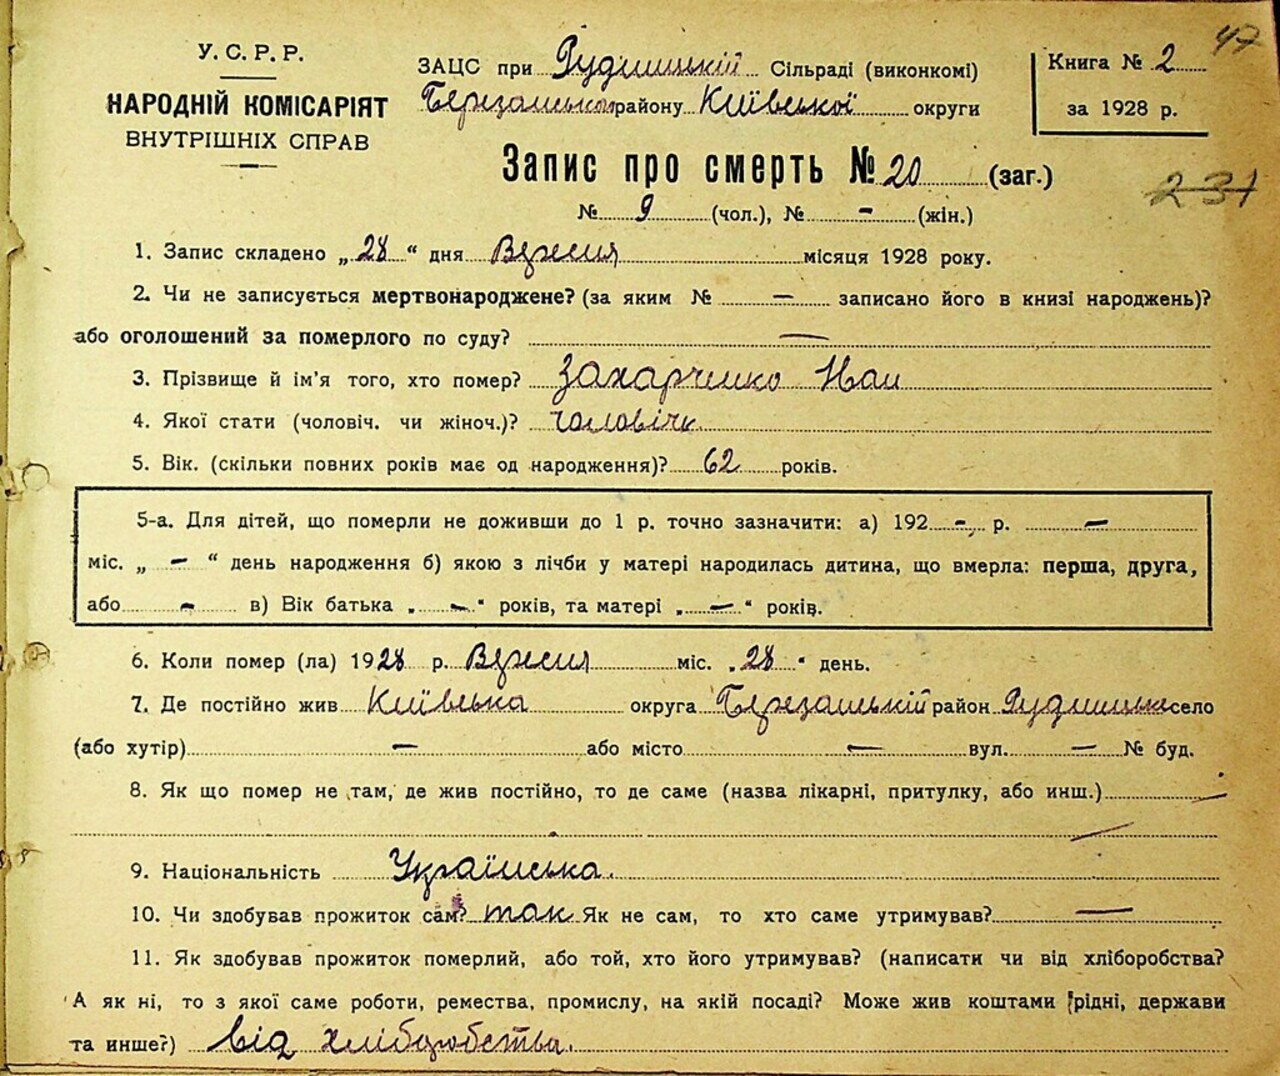 47
У.С.Р.Р.
НАРОДНІЙ КОМІСАРІЯТ
ВНУТРІШНІХ СПРАВ
ЗАЦС при Рудницькій Сільраді (виконкомі)
Березанського району Київської округи
Книга № 2
за 1928 р.
Запис про смерть № 20 (заг.)
231
№ 9 (чол.), № - (жін.)
1. Запис складено „28“ дня Вересня місяця 1928 року.
2. Чи не записується мертвонароджене? (за яким № — записано його в книзі народжень)?
або оголошений за померлого по суду? —
3. Прізвище й ім'я того, хто помер? Захарченко Иван
4. Якої стати (чоловіч. чи жіноч.)? чоловічк
5. Вік. (скільки повних років має од народження)? 62 років.
5-а. Для дітей, що померли не доживши до 1 р. точно зазначити: а) 192 - р. —
міс. „ — “ день народження б) якою з лічби у матері народилась дитина, що вмерла: перша, друга,
або - в) Вік батька „ — “ років, та матері „ — “ років.
6. Коли помер (ла) 1928 р. Вересня міс. „28“ день.
7. Де постійно жив Київська округа Березанський район Рудницьке село
(або хутір) — або місто — вул. — № буд.
8. Як що помер не там, де жив постійно, то де саме (назва лікарні, притулку, або инш.) —
—
9. Національність Українська.
10. Чи здобував прожиток сам? так Як не сам, то хто саме утримував? —
11. Як здобував прожиток померлий, або той, хто його утримував? (написати чи від хліборобства?
А як ні, то з якої саме роботи, ремества, промислу, на якій посаді? Може жив коштами рідні, держави
та инше?) від хліборобства.